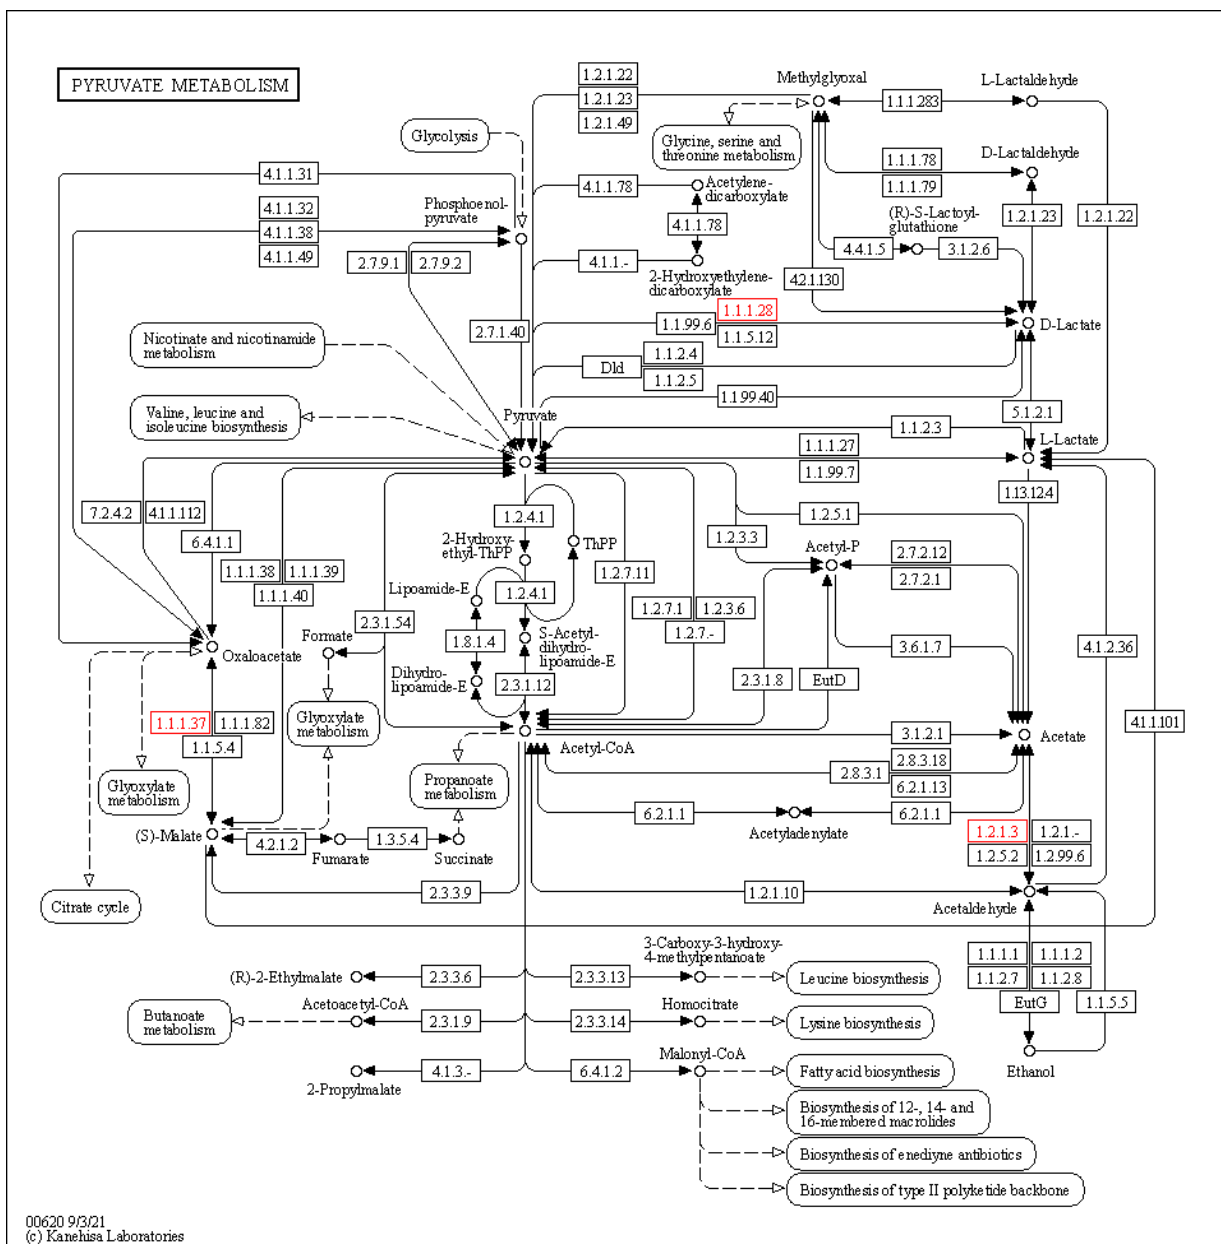 PYRUVATE METABOLISM
1.2.1.22
1.2.1.23
1.2.1.49
Methylglyoxal
1.1.1.283
L-Lactaldehyde
Glycolysis
Glycine, serine and
threonine metabolism
1.1.1.78
1.1.1.79
D-Lactaldehyde
4.1.1.31
4.1.1.32
4.1.1.38
4.1.1.49
Phosphoenol-
pyruvate
4.1.1.78
Acetylene-
dicarboxylate
4.1.1.78
(R)-S-Lactoyl-
glutathione
1.2.1.23
1.2.1.22
2.7.9.1
2.7.9.2
4.1.1.-
2-Hydroxyethylene-
dicarboxylate
4.4.1.5
3.1.2.6
4.2.1.130
1.1.1.28
1.1.99.6
1.1.5.12
D-Lactate
2.7.1.40
Nicotinate and nicotinamide
metabolism
Dld
1.1.2.4
1.1.2.5
1.1.99.40
Valine, leucine and
isoleucine biosynthesis
Pyruvate
5.1.2.1
1.1.2.3
L-Lactate
1.1.1.27
1.1.99.7
1.13.12.4
7.2.4.2
4.1.1.112
6.4.1.1
1.2.4.1
ThPP
2-Hydroxy-
ethyl-ThPP
1.2.5.1
1.2.3.3
Acetyl-P
2.7.2.12
2.7.2.1
1.1.1.38
1.1.1.39
1.1.1.40
Lipoamide-E
1.2.4.1
1.2.7.11
1.2.7.1
1.2.3.6
1.2.7.-
2.3.1.54
Formate
Oxaloacetate
1.8.1.4
S-Acetyl-
dihydro-
lipoamide-E
Dihydro-
lipoamide-E
2.3.1.12
3.6.1.7
4.1.2.36
2.3.1.8
EutD
1.1.1.37
1.1.1.82
1.1.5.4
Glyoxylate
metabolism
4.1.1.101
Acetyl-CoA
3.1.2.1
Acetate
Glyoxylate
metabolism
Propanoate
metabolism
2.8.3.1
2.8.3.18
6.2.1.13
6.2.1.1
Acetyladenylate
6.2.1.1
(S)-Malate
4.2.1.2
Fumarate
1.3.5.4
Succinate
1.2.1.3
1.2.1.-
1.2.5.2
1.2.99.6
2.3.3.9
1.2.1.10
Acetaldehyde
Citrate cycle
3-Carboxy-3-hydroxy-
4-methylpentanoate
(R)-2-Ethylmalate
2.3.3.6
2.3.3.13
Leucine biosynthesis
1.1.1.1
1.1.1.2
1.1.2.7
1.1.2.8
EutG
1.1.5.5
Butanoate
metabolism
Acetoacetyl-CoA
2.3.1.9
2.3.3.14
Homocitrate
Lysine biosynthesis
Ethanol
2-Propylmalate
4.1.3.-
6.4.1.2
Malonyl-CoA
Fatty acid biosynthesis
Biosynthesis of 12-, 14- and
16-membered macrolides
Biosynthesis of enediyne antibiotics
Biosynthesis of type II polyketide backbone
00620 9/3/21
(c) Kanehisa Laboratories